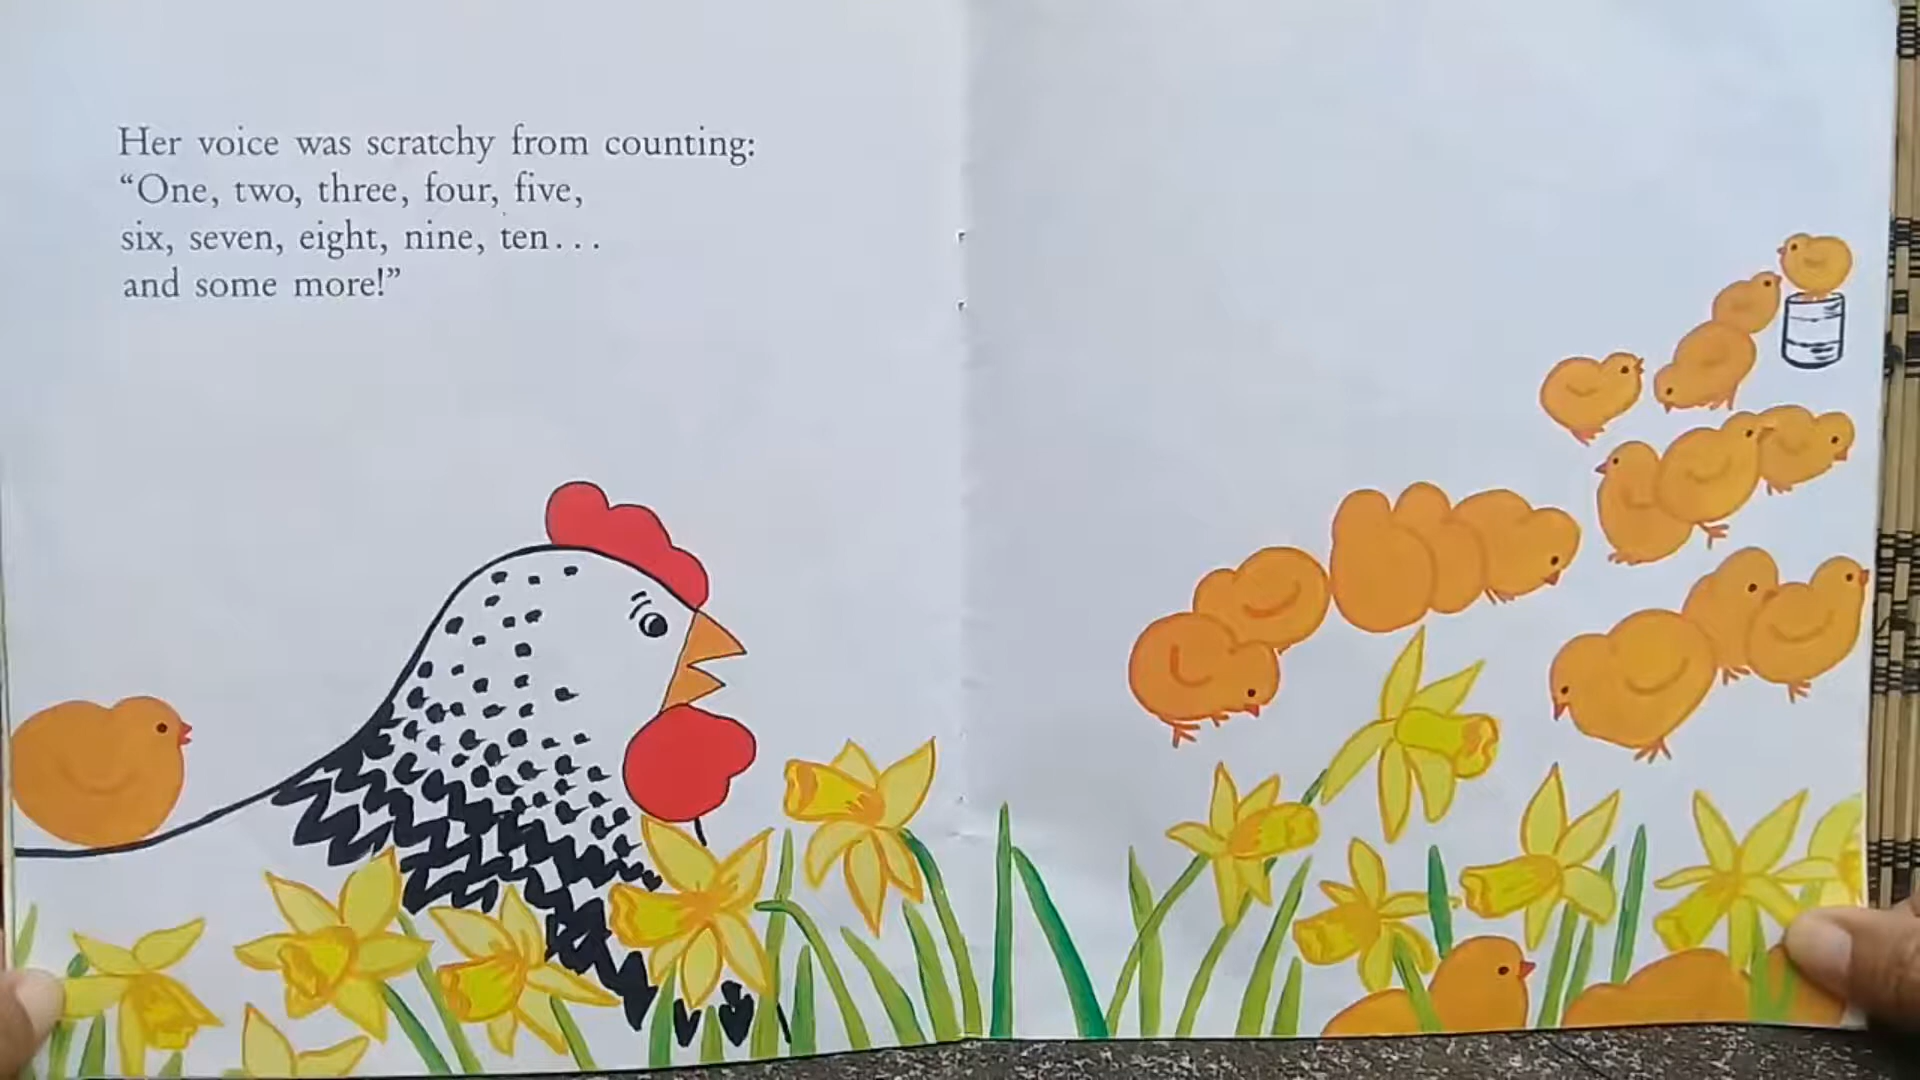 Her voice was scratchy from counting:
“One, two, three, four, five,
six, seven, eight, nine, ten...
and some more!”